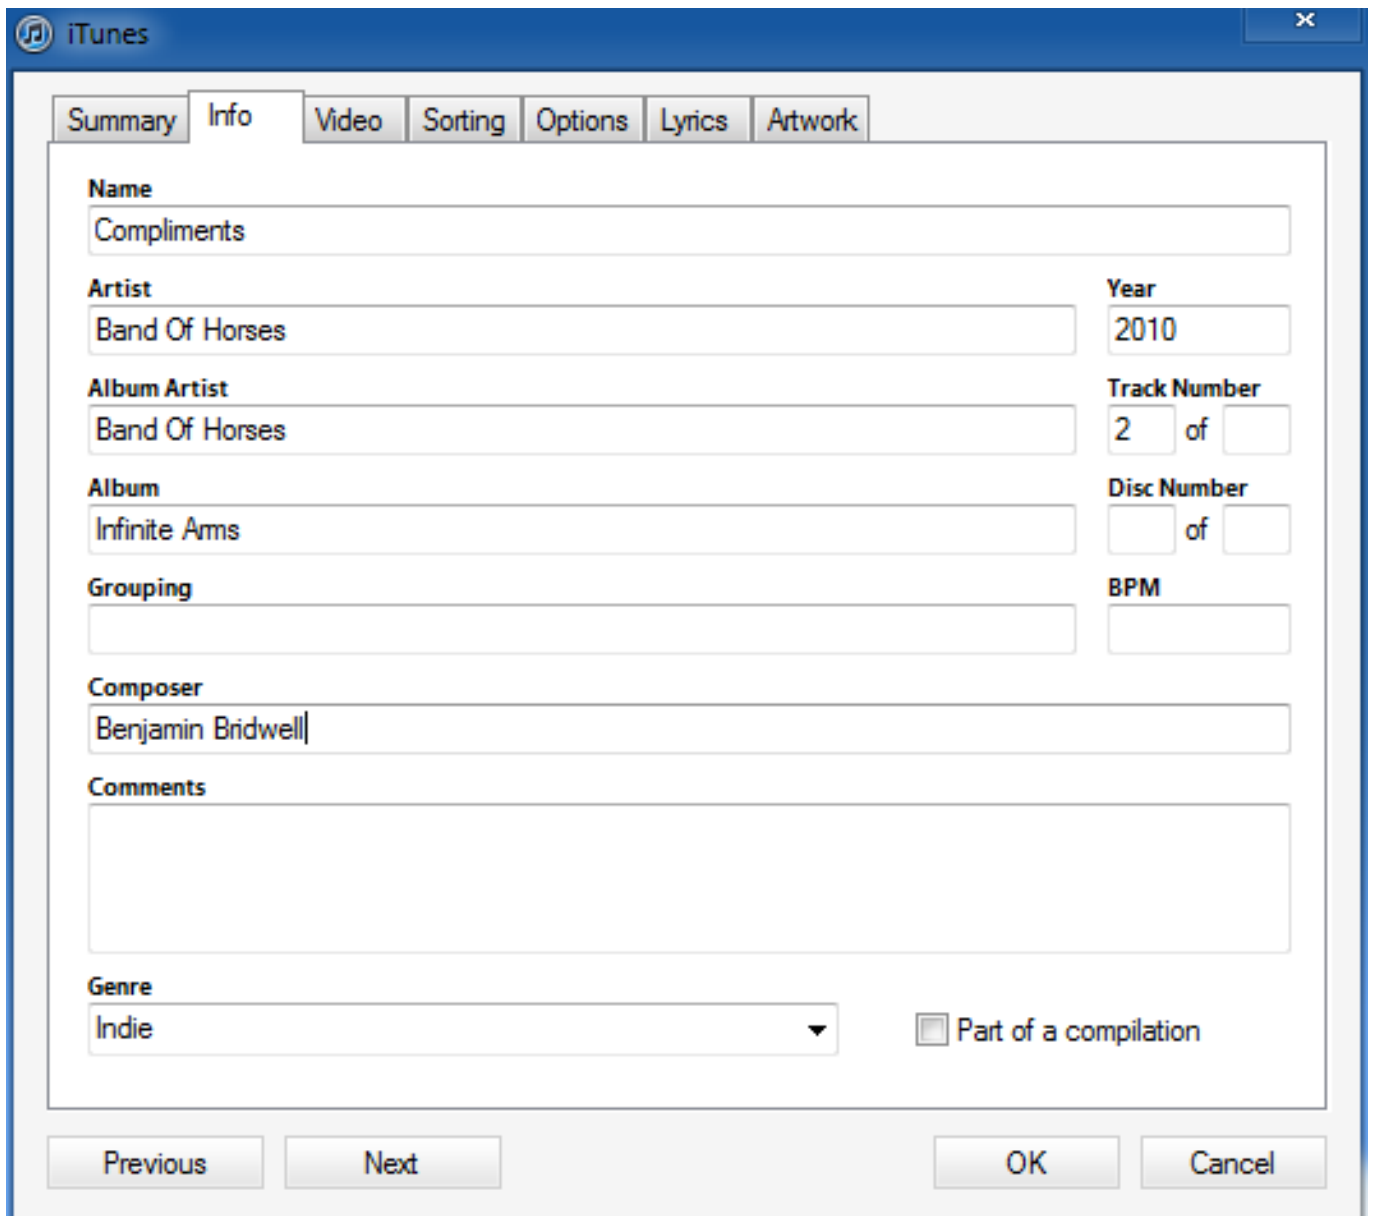 iTunes
Summary Info Video Sorting Options Lyrics Artwork
Name
Compliments
Artist Year
Band Of Horses 2010
Album Artist Track Number
Band Of Horses 2 of
Album Disc Number
Infinite Arms of
Grouping BPM
Composer
Benjamin Bridwell
Comments
Genre
Indie Part of a compilation
Previous Next OK Cancel